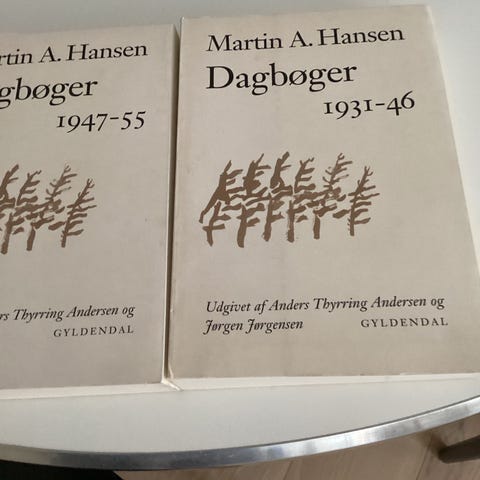 rtin A. Hansen
gbøger
1947-55
rs Thyrring Andersen og
GYLDENDAL
Martin A. Hansen
Dagbøger
1931-46
Udgivet af Anders Thyrring Andersen og
Jørgen Jørgensen GYLDENDAL